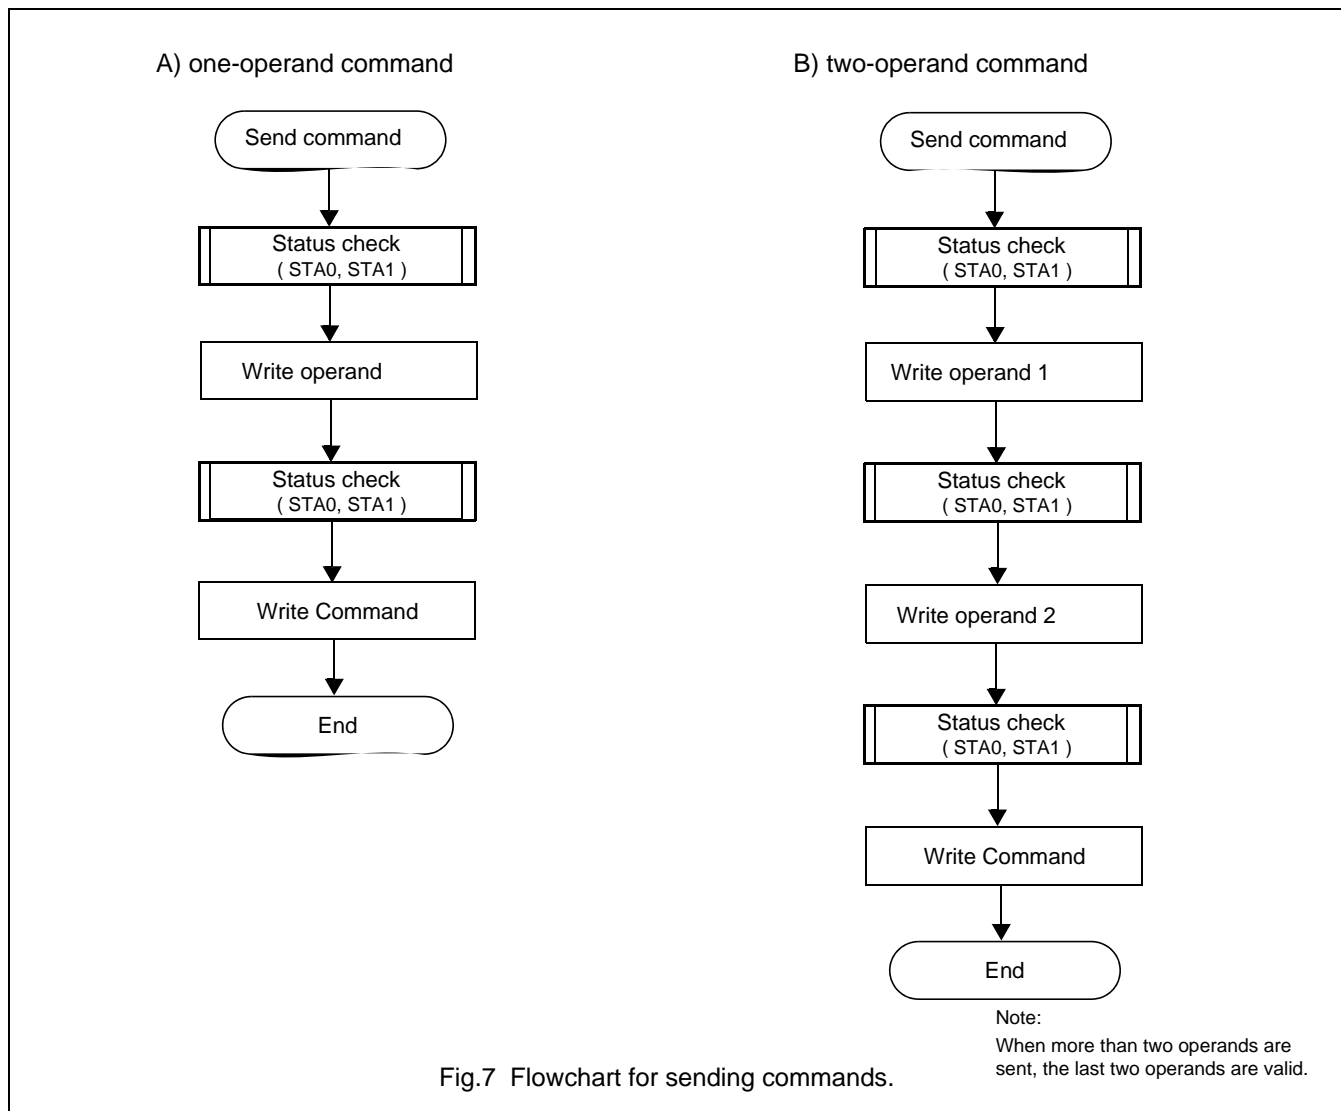 A) one-operand command
Send command
Status check
( STA0, STA1 )
Write operand
Status check
( STA0, STA1 )
Write Command
End
B) two-operand command
Send command
Status check
( STA0, STA1 )
Write operand 1
Status check
( STA0, STA1 )
Write operand 2
Status check
( STA0, STA1 )
Write Command
End
Note:
When more than two operands are
sent, the last two operands are valid.
Fig.7 Flowchart for sending commands.